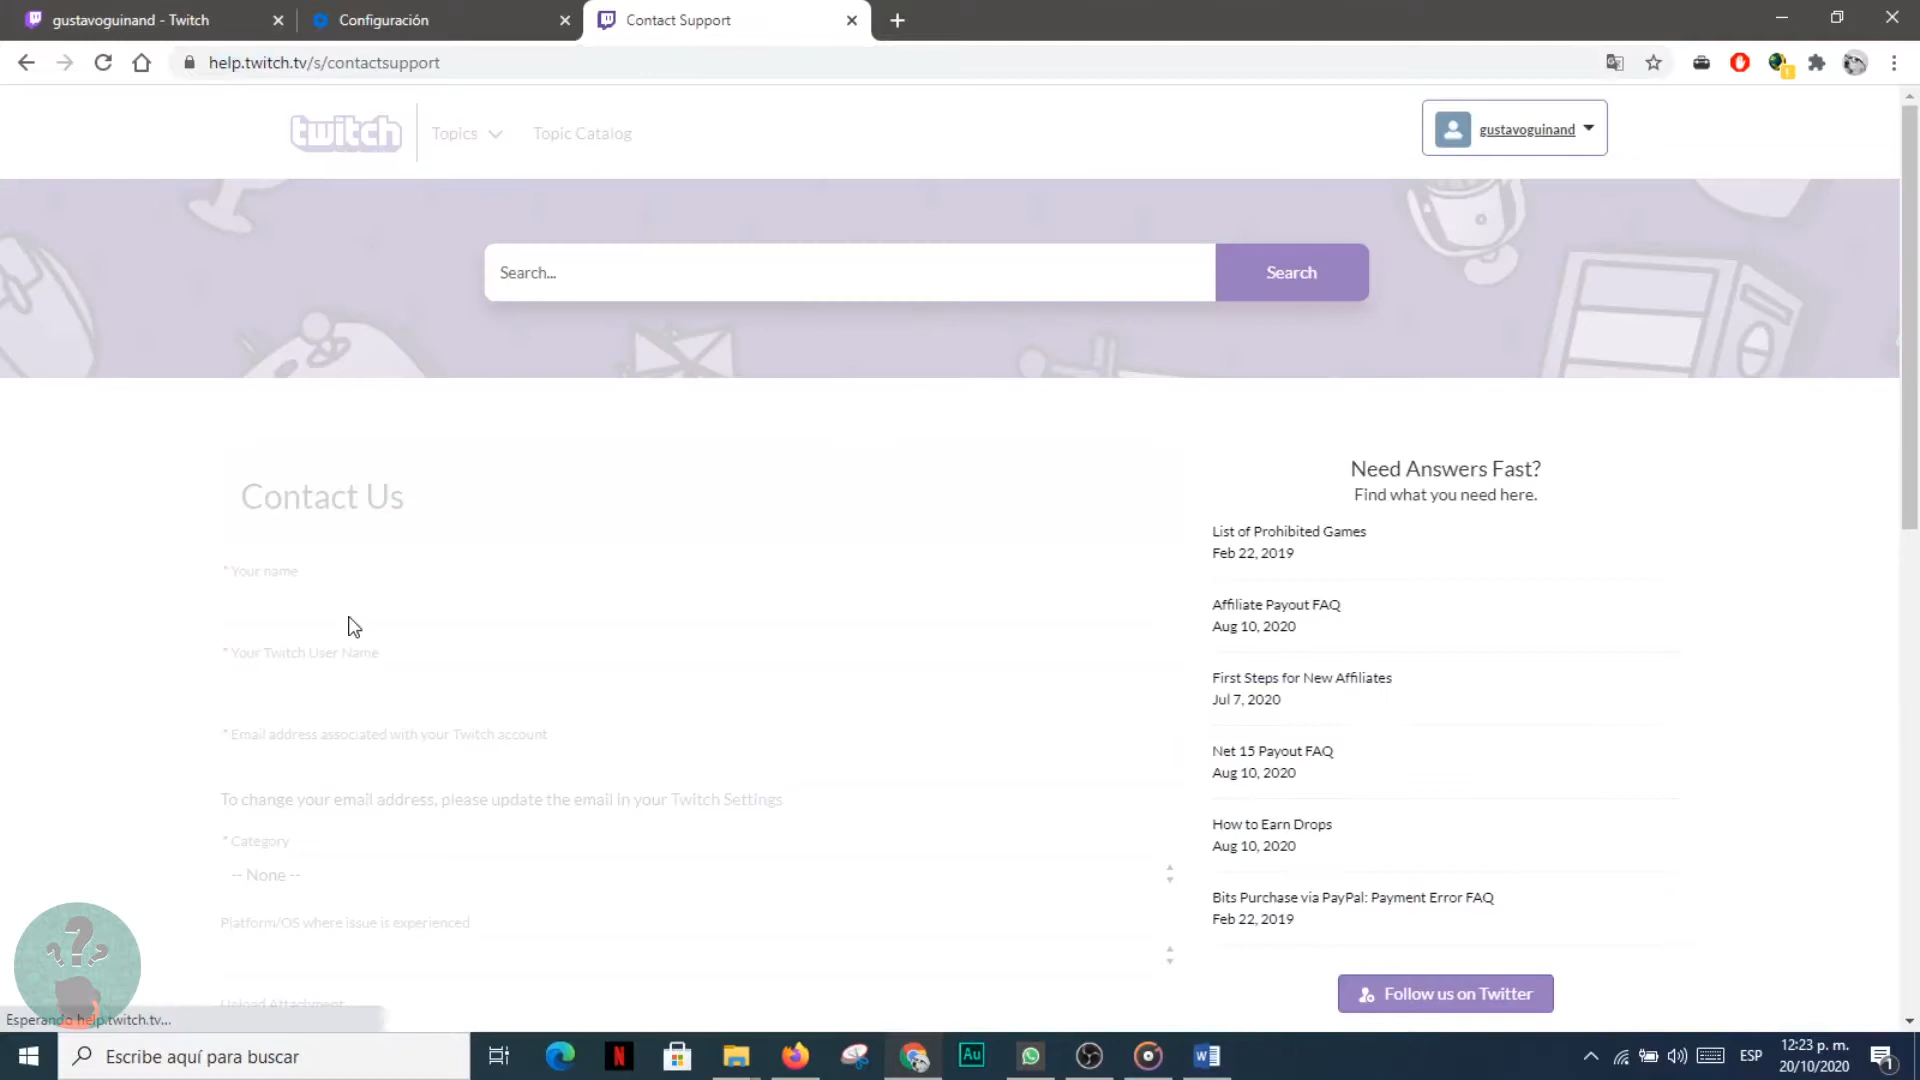 gustavoguinand - Twitch
Configuración
Contact Support
help.twitch.tv/s/contactsupport
twitch
Topics
Topic Catalog
gustavoguinand
Search...
Search
Contact Us
* Your name
* Your Twitch User Name
* Email address associated with your Twitch account
To change your email address, please update the email in your Twitch Settings
* Category
-- None --
Platform/OS where issue is experienced
Upload Attachment
Need Answers Fast?
Find what you need here.
List of Prohibited Games
Feb 22, 2019
Affiliate Payout FAQ
Aug 10, 2020
First Steps for New Affiliates
Jul 7, 2020
Net 15 Payout FAQ
Aug 10, 2020
How to Earn Drops
Aug 10, 2020
Bits Purchase via PayPal: Payment Error FAQ
Feb 22, 2019
Follow us on Twitter
???
Esperando help.twitch.tv...
Escribe aquí para buscar
N
Au
W
ESP
12:23 p. m.
20/10/2020
1